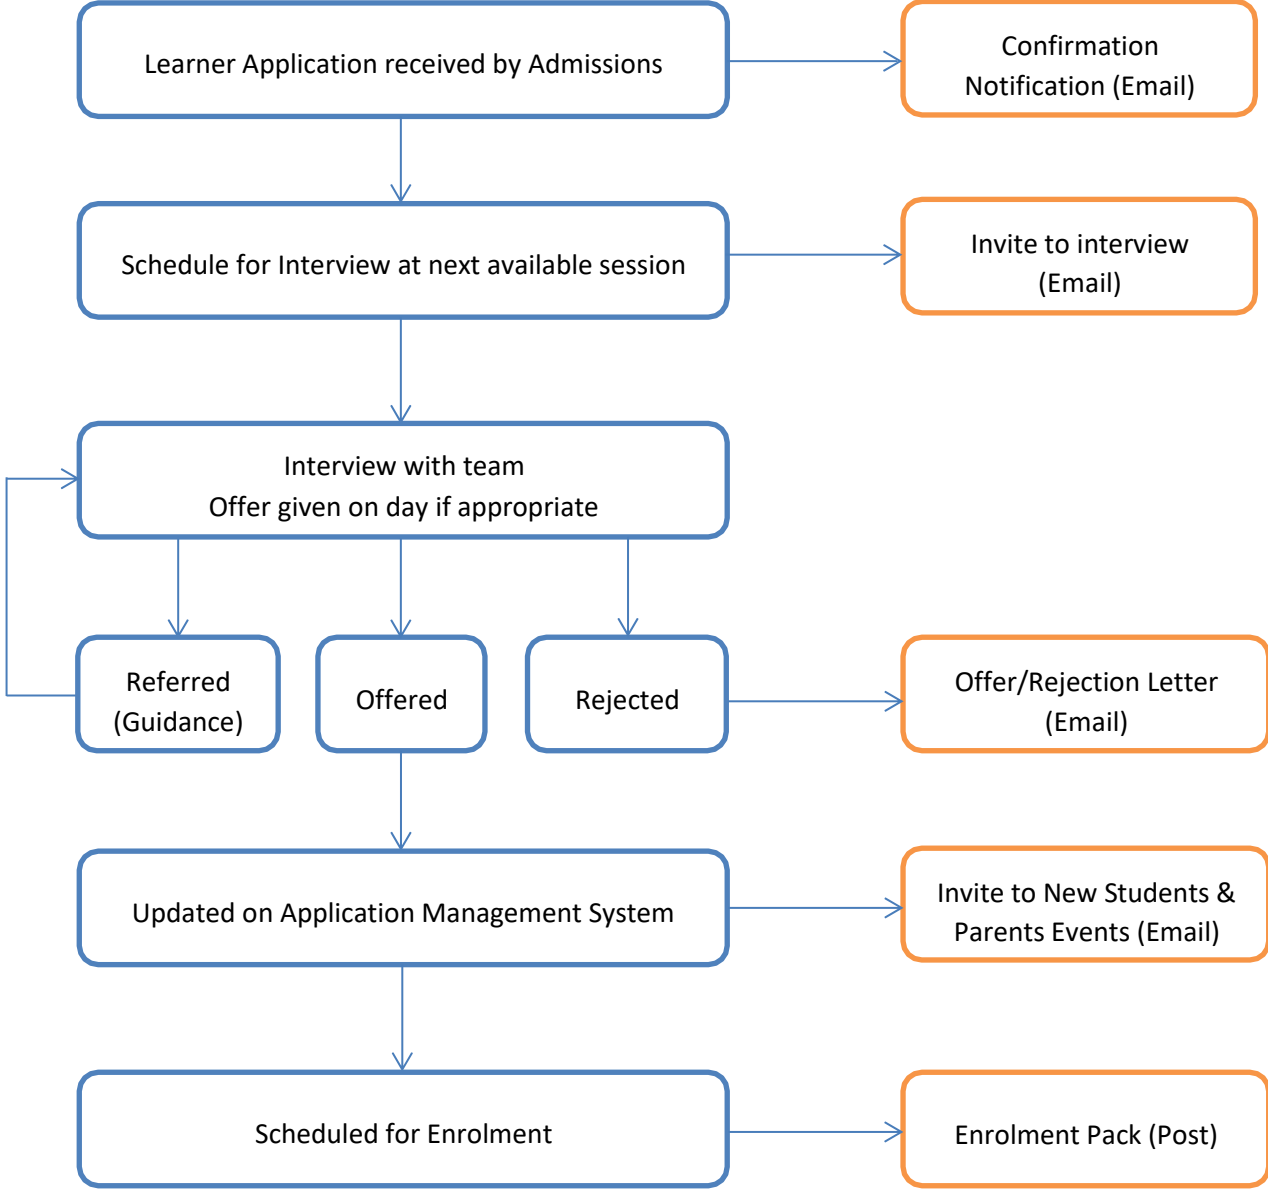 Learner Application received by Admissions
Confirmation
Notification (Email)
Schedule for Interview at next available session
Invite to interview
(Email)
Interview with team
Offer given on day if appropriate
Referred
(Guidance)
Offered
Rejected
Offer/Rejection Letter
(Email)
Updated on Application Management System
Invite to New Students &
Parents Events (Email)
Scheduled for Enrolment
Enrolment Pack (Post)